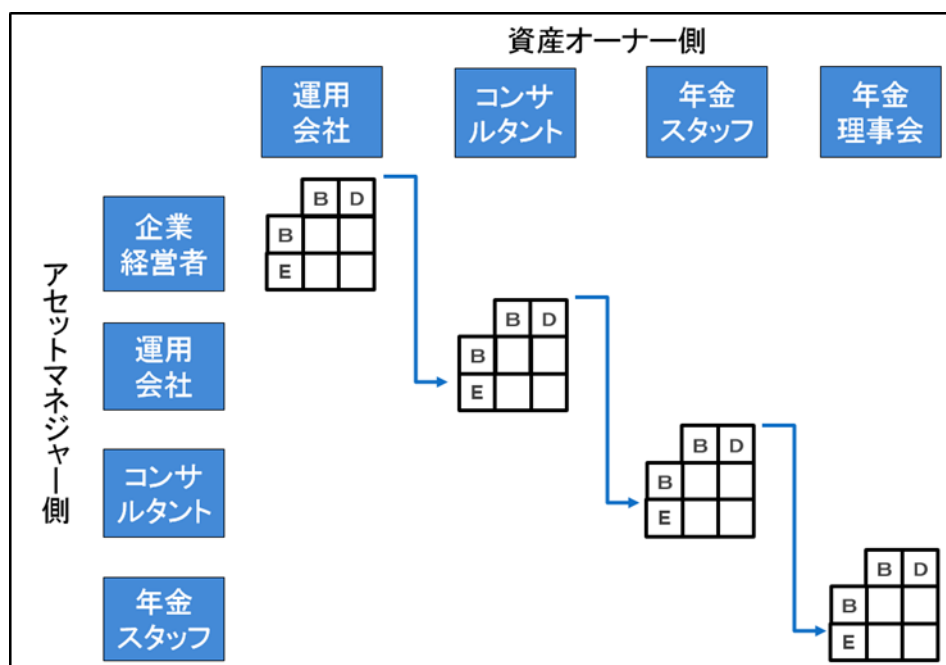 資産オーナー側
運用
会社
コンサ
ルタント
年金
スタッフ
年金
理事会
アセットマネジャー側
企業
経営者
B D
B
E
運用
会社
B D
B
E
コンサ
ルタント
B D
B
E
年金
スタッフ
B D
B
E